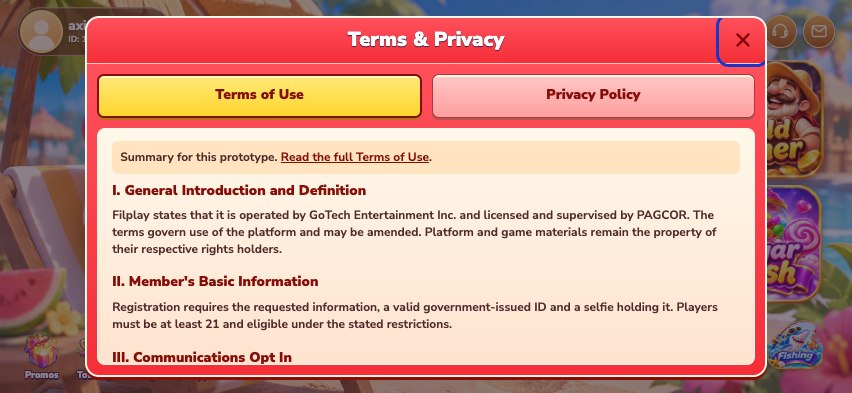 Terms & Privacy
Terms of Use
Privacy Policy
Summary for this prototype. Read the full Terms of Use.
I. General Introduction and Definition
Filplay states that it is operated by GoTech Entertainment Inc. and licensed and supervised by PAGCOR. The
terms govern use of the platform and may be amended. Platform and game materials remain the property of
their respective rights holders.
II. Member's Basic Information
Registration requires the requested information, a valid government-issued ID and a selfie holding it. Players
must be at least 21 and eligible under the stated restrictions.
III. Communications Opt In
ID:
Promos
Fishing